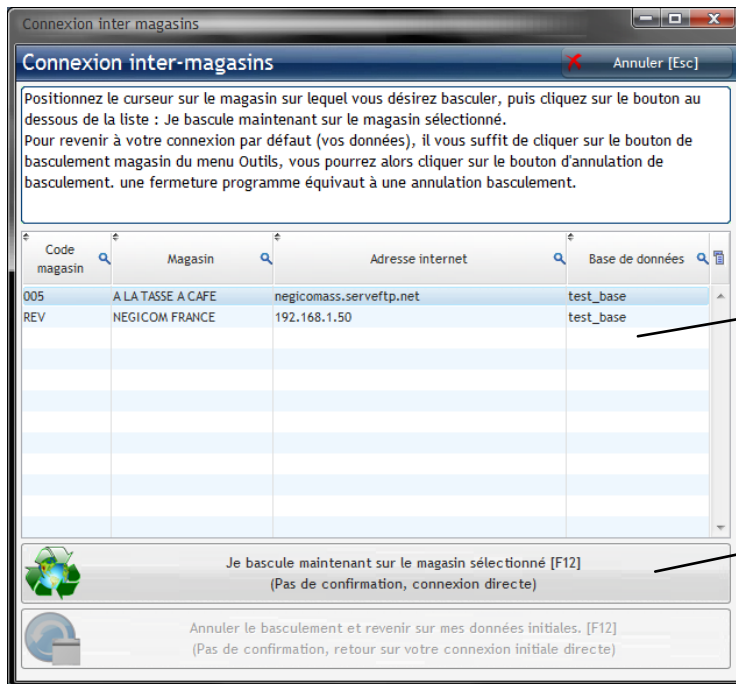 Connexion inter magasins
Connexion inter-magasins
Annuler [Esc]
Positionnez le curseur sur le magasin sur lequel vous désirez basculer, puis cliquez sur le bouton au
dessous de la liste : Je bascule maintenant sur le magasin sélectionné.
Pour revenir à votre connexion par défaut (vos données), il vous suffit de cliquer sur le bouton de
basculement magasin du menu Outils, vous pourrez alors cliquer sur le bouton d'annulation de
basculement. une fermeture programme équivaut à une annulation basculement.
Code magasin Magasin Adresse internet Base de données
005 A LA TASSE A CAFE negicomass.serveftp.net test_base
REV NEGICOM FRANCE 192.168.1.50 test_base
Je bascule maintenant sur le magasin sélectionné [F12]
(Pas de confirmation, connexion directe)
Annuler le basculement et revenir sur mes données initiales. [F12]
(Pas de confirmation, retour sur votre connexion initiale directe)